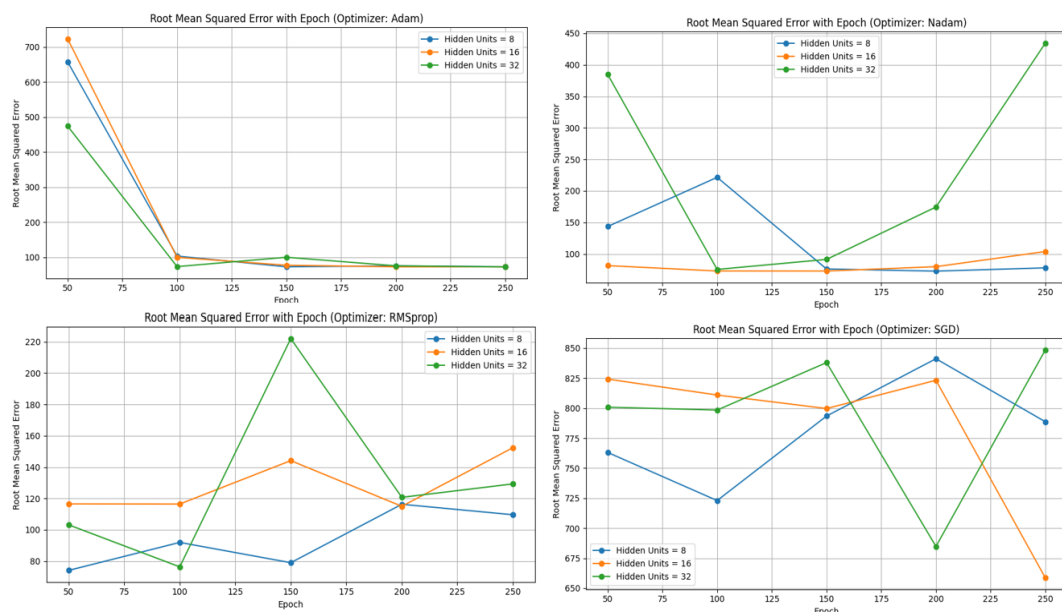 Root Mean Squared Error with Epoch (Optimizer: Adam)
Hidden Units = 8
Hidden Units = 16
Hidden Units = 32
Root Mean Squared Error
700
600
500
400
300
200
100
50 75 100 125 150 175 200 225 250
Epoch
Root Mean Squared Error with Epoch (Optimizer: Nadam)
Hidden Units = 8
Hidden Units = 16
Hidden Units = 32
Root Mean Squared Error
450
400
350
300
250
200
150
100
50 75 100 125 150 175 200 225 250
Epoch
Root Mean Squared Error with Epoch (Optimizer: RMSprop)
Hidden Units = 8
Hidden Units = 16
Hidden Units = 32
Root Mean Squared Error
220
200
180
160
140
120
100
80
50 75 100 125 150 175 200 225 250
Epoch
Root Mean Squared Error with Epoch (Optimizer: SGD)
Root Mean Squared Error
850
825
800
775
750
725
700
675
650
Hidden Units = 8
Hidden Units = 16
Hidden Units = 32
50 75 100 125 150 175 200 225 250
Epoch